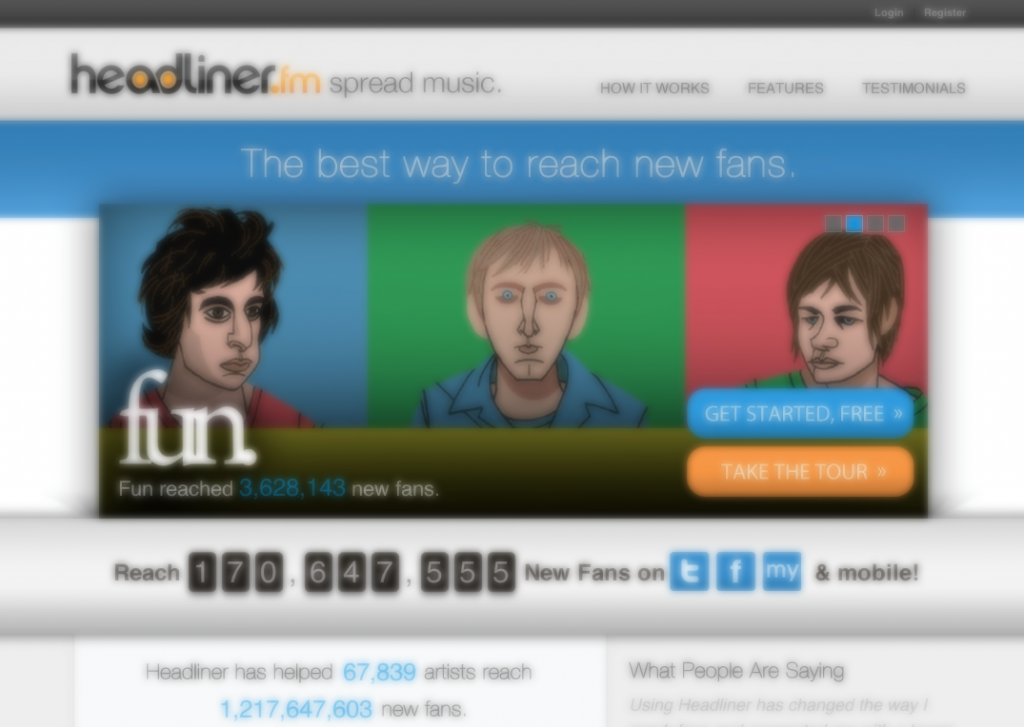 Login Register
headliner.fm spread music.
HOW IT WORKS FEATURES TESTIMONIALS
The best way to reach new fans.
fun.
Fun reached 3,628,143 new fans.
GET STARTED, FREE »
TAKE THE TOUR »
Reach 170,647,555 New Fans on t f my & mobile!
Headliner has helped 67,839 artists reach
1,217,647,603 new fans.
What People Are Saying
Using Headliner has changed the way I